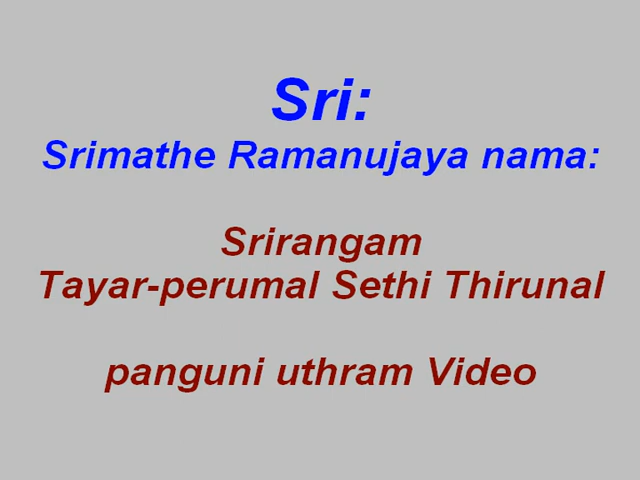 Sri:
Srimathe Ramanujaya nama:
Srirangam
Tayar-perumal Sethi Thirunal
panguni uthram Video